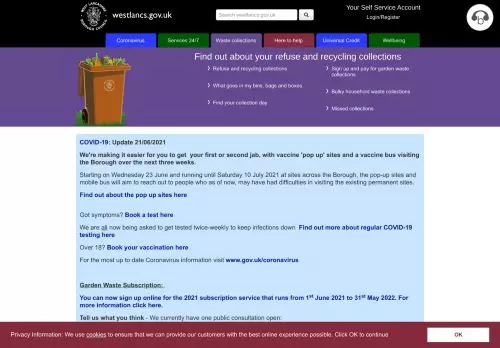 WEST LANCASHIRE BOROUGH COUNCIL
westlancs.gov.uk
Search westlancs.gov.uk
Your Self Service Account
Login/Register
Coronavirus
Services 24/7
Waste collections
Here to help
Universal Credit
Wellbeing
Find out about your refuse and recycling collections
Refuse and recycling collections
What goes in my bins, bags and boxes
Find your collection day
Sign up and pay for garden waste
collections
Bulky household waste collections
Missed collections
COVID-19: Update 21/06/2021
We're making it easier for you to get your first or second jab, with vaccine 'pop up' sites and a vaccine bus visiting
the Borough over the next three weeks.
Starting on Wednesday 23 June and running until Saturday 10 July 2021 at sites across the Borough, the pop-up sites and
mobile bus will aim to reach out to people who as of now, may have had difficulties in visiting the existing permanent sites.
Find out about the pop up sites here
Got symptoms? Book a test here
We are all now being asked to get tested twice-weekly to keep infections down Find out more about regular COVID-19
testing here
Over 18? Book your vaccination here
For the most up to date Coronavirus information visit www.gov.uk/coronavirus
Garden Waste Subscription:
You can now sign up online for the 2021 subscription service that runs from 1st June 2021 to 31st May 2022. For
more information click here.
Tell us what you think - We currently have one public consultation open:
Privacy Information: We use cookies to ensure that we can provide our customers with the best online experience possible. Click OK to continue
OK